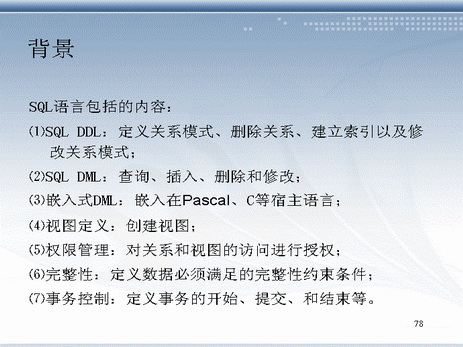 背景
SQL语言包括的内容：
⑴SQL DDL：定义关系模式、删除关系、建立索引以及修
改关系模式；
⑵SQL DML：查询、插入、删除和修改；
⑶嵌入式DML：嵌入在Pascal、C等宿主语言；
⑷视图定义：创建视图；
⑸权限管理：对关系和视图的访问进行授权；
⑹完整性：定义数据必须满足的完整性约束条件；
⑺事务控制：定义事务的开始、提交、和结束等。
78